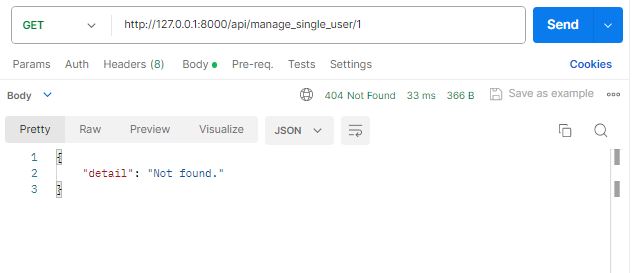 GET http://127.0.0.1:8000/api/manage_single_user/1 Send
Params Auth Headers (8) Body Pre-req. Tests Settings Cookies
Body 404 Not Found 33 ms 366 B Save as example
Pretty Raw Preview Visualize JSON
1 {
2 "detail": "Not found."
3 }